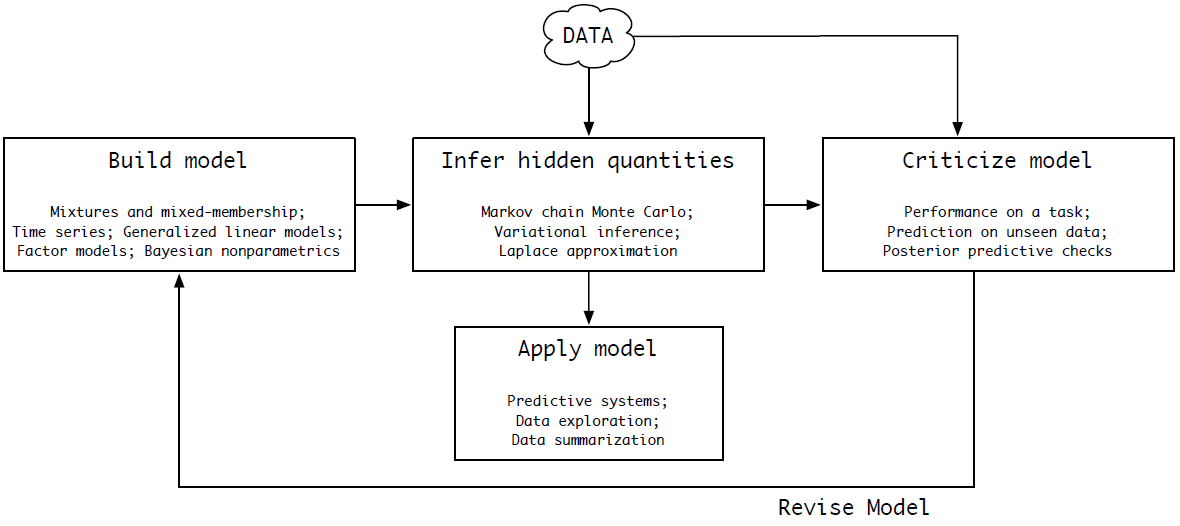 DATA
Build model
Mixtures and mixed-membership;
Time series; Generalized linear models;
Factor models; Bayesian nonparametrics
Infer hidden quantities
Markov chain Monte Carlo;
Variational inference;
Laplace approximation
Criticize model
Performance on a task;
Prediction on unseen data;
Posterior predictive checks
Apply model
Predictive systems;
Data exploration;
Data summarization
Revise Model